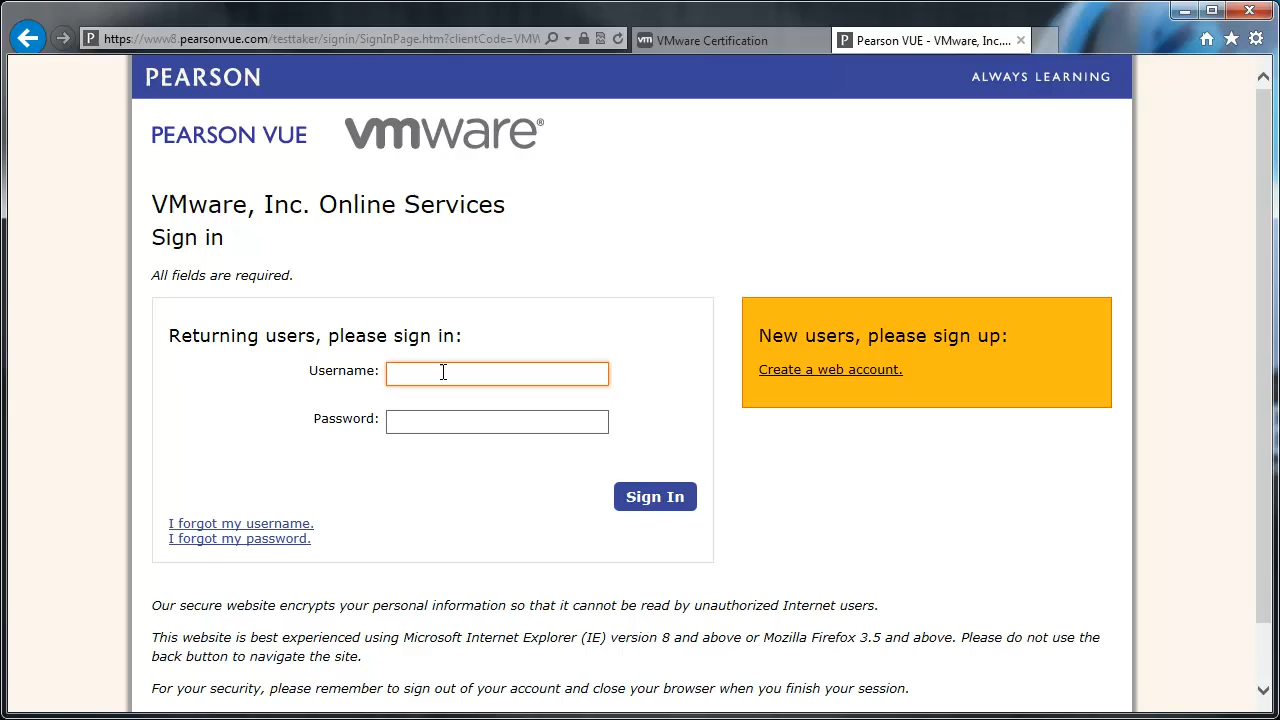 https://www8.pearsonvue.com/testtaker/signin/SignInPage.htm?clientCode=VMW
vm VMware Certification
P Pearson VUE - VMware, Inc....
PEARSON
ALWAYS LEARNING
PEARSON VUE
vmware®
VMware, Inc. Online Services
Sign in
All fields are required.
Returning users, please sign in:
Username:
Password:
Sign In
I forgot my username.
I forgot my password.
New users, please sign up:
Create a web account.
Our secure website encrypts your personal information so that it cannot be read by unauthorized Internet users.
This website is best experienced using Microsoft Internet Explorer (IE) version 8 and above or Mozilla Firefox 3.5 and above. Please do not use the
back button to navigate the site.
For your security, please remember to sign out of your account and close your browser when you finish your session.